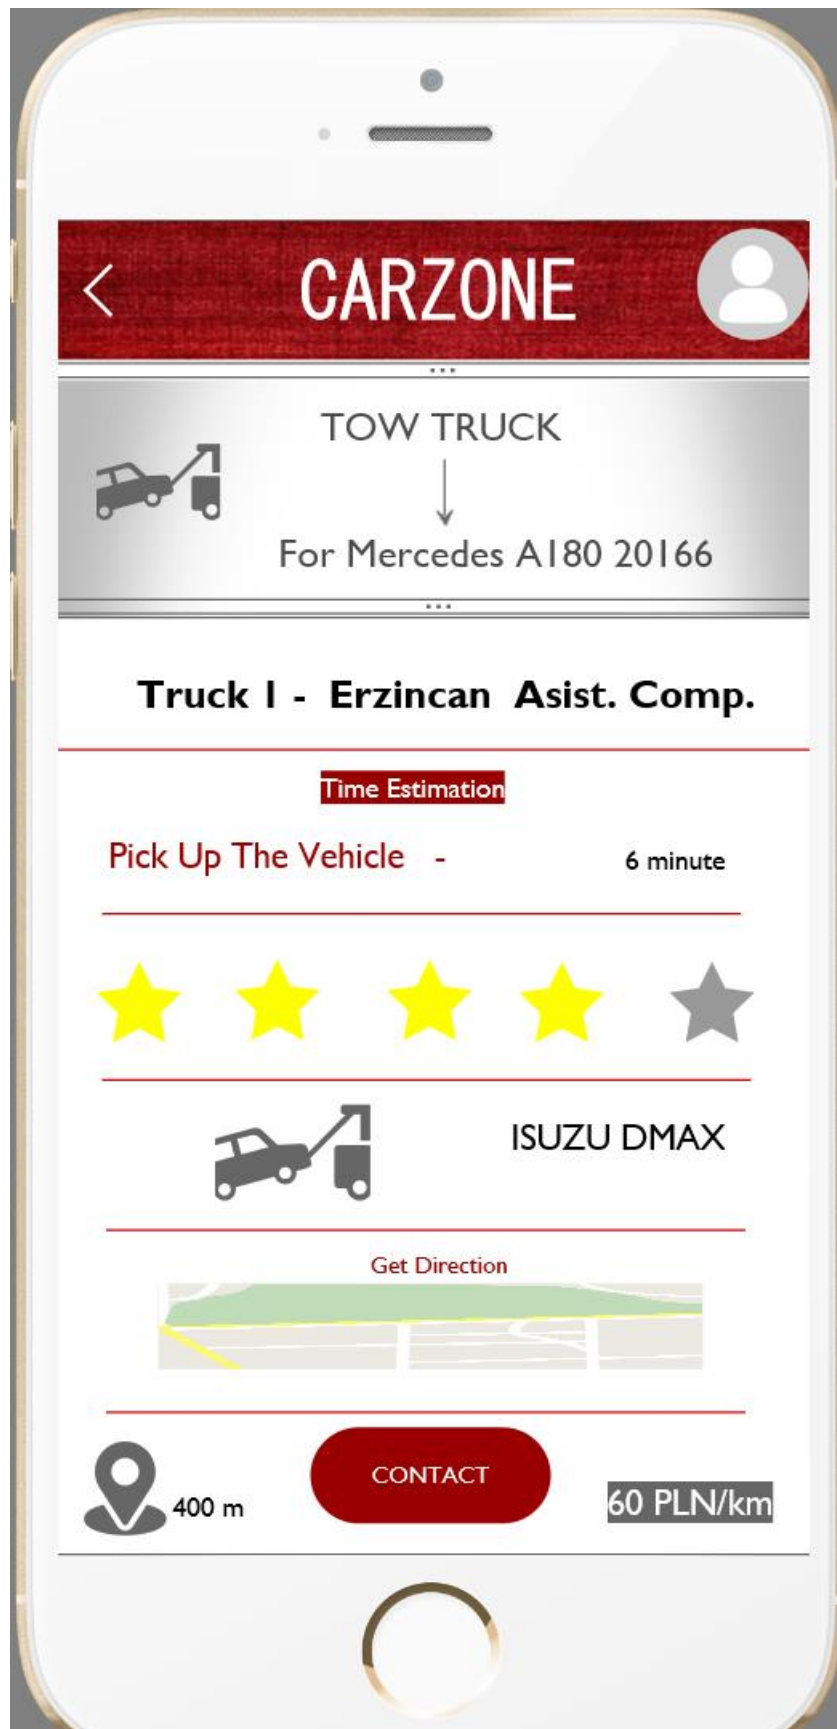 CARZONE
TOW TRUCK
For Mercedes A180 20166
Truck 1 - Erzincan Asist. Comp.
Time Estimation
Pick Up The Vehicle - 6 minute
ISUZU DMAX
Get Direction
400 m
CONTACT
60 PLN/km